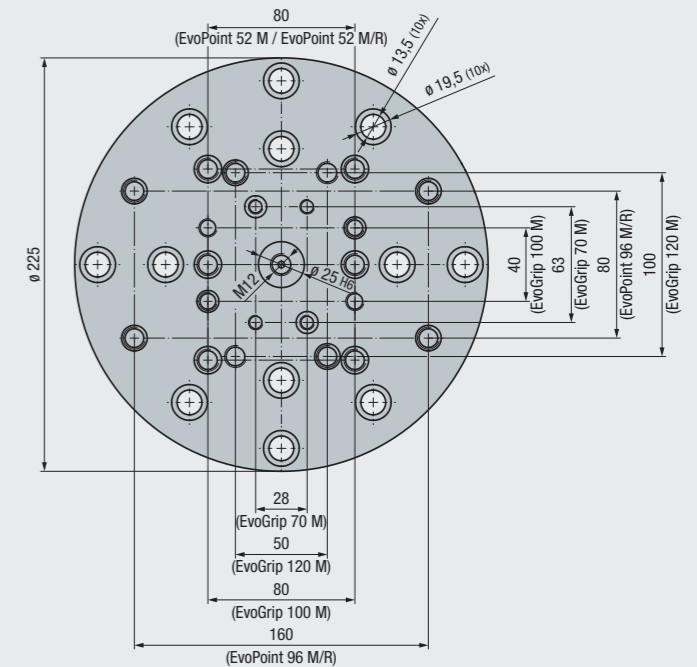 80
(EvoPoint 52 M / EvoPoint 52 M/R)
ø 13,5 (10x)
ø 19,5 (10x)
ø 225
M12
ø 25 H6
40
(EvoGrip 100 M)
63
(EvoGrip 70 M)
80
(EvoPoint 96 M/R)
100
(EvoGrip 120 M)
28
(EvoGrip 70 M)
50
(EvoGrip 120 M)
80
(EvoGrip 100 M)
160
(EvoPoint 96 M/R)